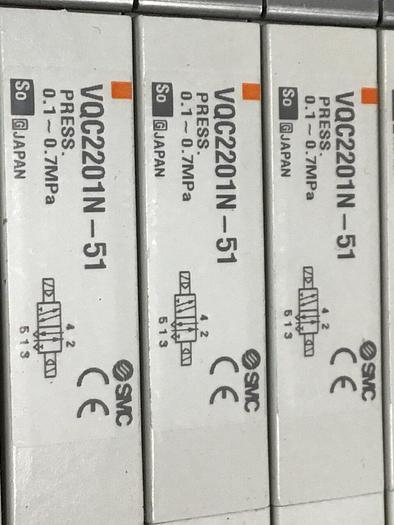 VQC2201N-51
PRESS.
0.1~0.7MPa
So G JAPAN
4 2
5 1 3
SMC
CE
VQC2201N-51
PRESS.
0.1~0.7MPa
So G JAPAN
4 2
5 1 3
SMC
CE
VQC2201N-51
PRESS.
0.1~0.7MPa
So G JAPAN
4 2
5 1 3
SMC
CE